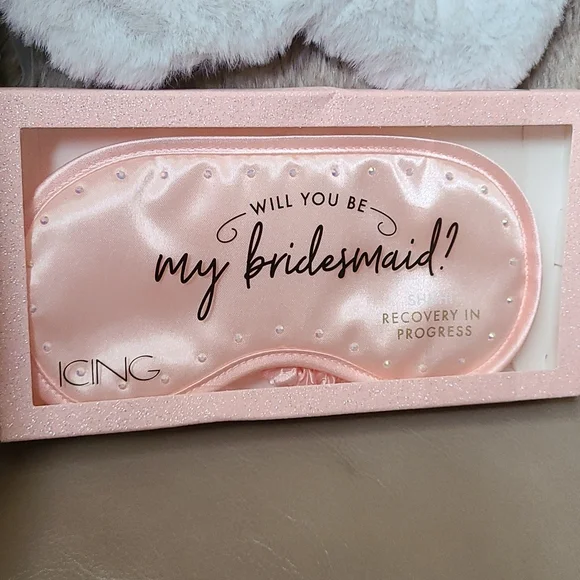 WILL YOU BE
my bridesmaid?
RECOVERY IN
PROGRESS
ICING